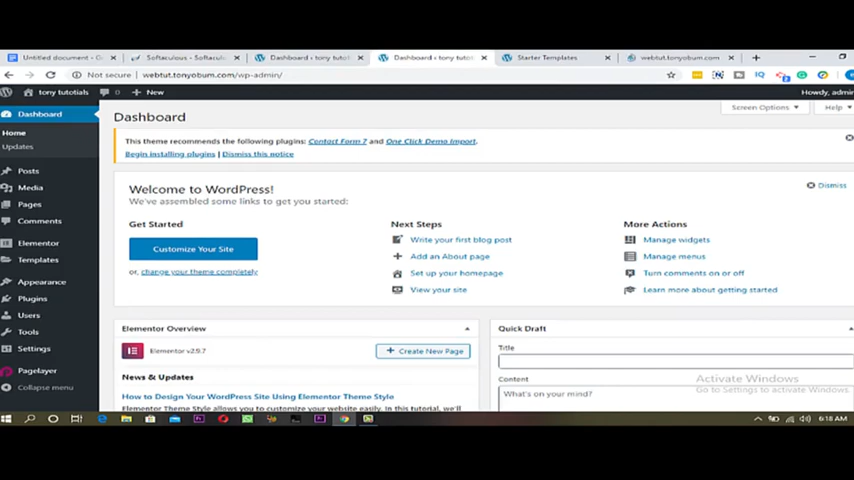 Untitled document -
Softaculous - Softaculo
Dashboard ‹ tony tutoti
Dashboard ‹ tony tutoti
Starter Templates
webtut.tonyobum.com
Not secure | webtut.tonyobum.com/wp-admin/
tony tutotials 0 + New Howdy, admin
Dashboard
Home
Updates
Posts
Media
Pages
Comments
Elementor
Templates
Appearance
Plugins
Users
Tools
Settings
Pagelayer
Collapse menu
Screen Options Help
Dashboard
This theme recommends the following plugins: Contact Form 7 and One Click Demo Import.
Begin installing plugins | Dismiss this notice
Welcome to WordPress!
Dismiss
We've assembled some links to get you started:
Get Started
Customize Your Site
or, change your theme completely
Next Steps
Write your first blog post
Add an About page
Set up your homepage
View your site
More Actions
Manage widgets
Manage menus
Turn comments on or off
Learn more about getting started
Elementor Overview
Elementor v2.9.7
+ Create New Page
News & Updates
How to Design Your WordPress Site Using Elementor Theme Style
Elementor Theme Style allows you to customize your website easily. In this tutorial, we'll
Quick Draft
Title
Content
What's on your mind?
Activate Windows
Go to Settings to activate Windows.
6:18 AM